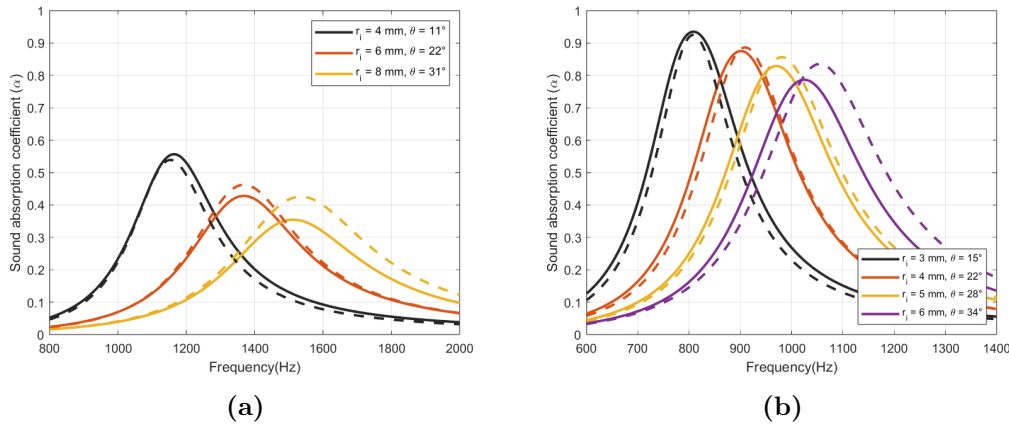 1
0.9
0.8
0.7
0.6
0.5
0.4
0.3
0.2
0.1
0
800 1000 1200 1400 1600 1800 2000
Sound absorption coefficient (α)
Frequency(Hz)
r_i = 4 mm, θ = 11°
r_i = 6 mm, θ = 22°
r_i = 8 mm, θ = 31°
(a)
1
0.9
0.8
0.7
0.6
0.5
0.4
0.3
0.2
0.1
0
600 700 800 900 1000 1100 1200 1300 1400
Sound absorption coefficient (α)
Frequency(Hz)
r_i = 3 mm, θ = 15°
r_i = 4 mm, θ = 22°
r_i = 5 mm, θ = 28°
r_i = 6 mm, θ = 34°
(b)